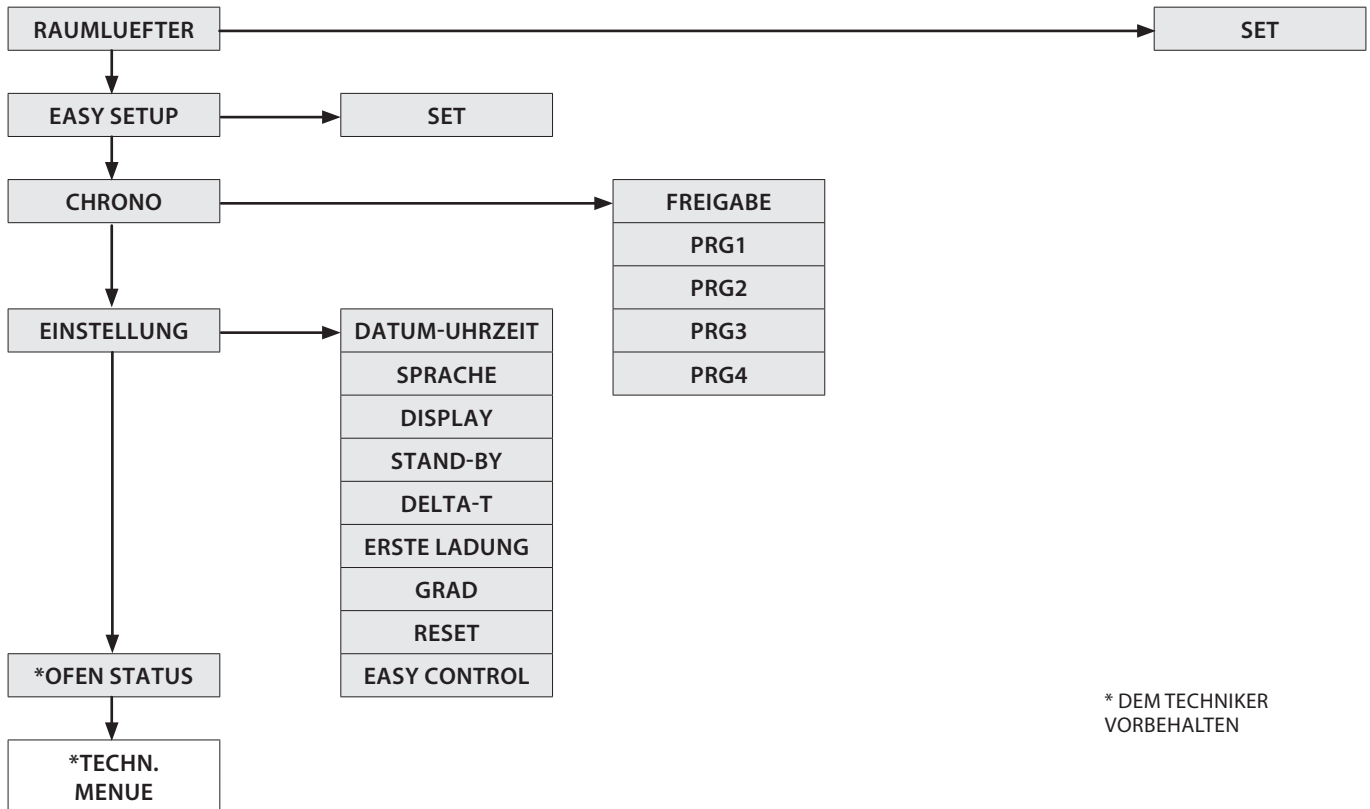 RAUMLUEFTER
SET
EASY SETUP
SET
CHRONO
FREIGABE
PRG1
PRG2
PRG3
PRG4
EINSTELLUNG
DATUM-UHRZEIT
SPRACHE
DISPLAY
STAND-BY
DELTA-T
ERSTE LADUNG
GRAD
RESET
EASY CONTROL
*OFEN STATUS
*TECHN.
MENUE
* DEM TECHNIKER
VORBEHALTEN